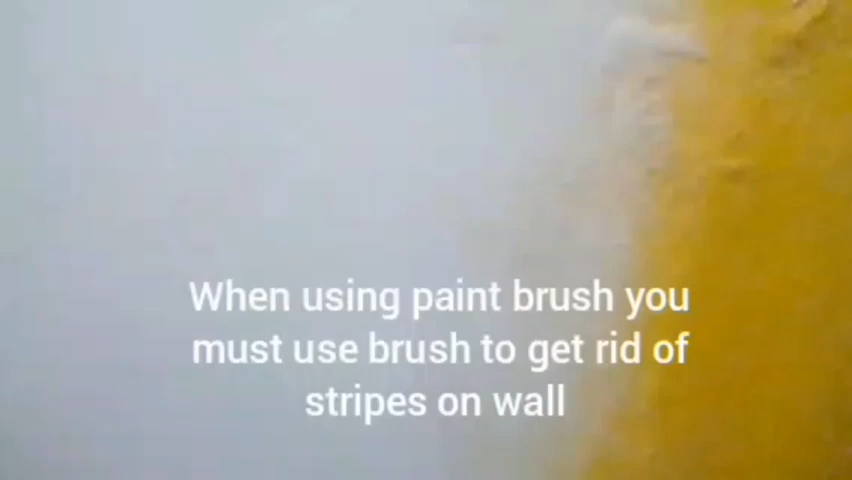 When using paint brush you
must use brush to get rid of
stripes on wall